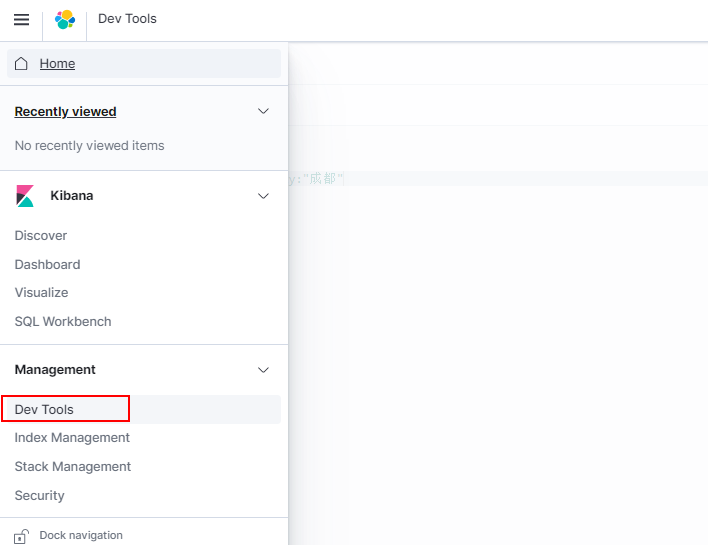 Dev Tools
Home
Recently viewed
No recently viewed items
y:"成都"
Kibana
Discover
Dashboard
Visualize
SQL Workbench
Management
Dev Tools
Index Management
Stack Management
Security
Dock navigation